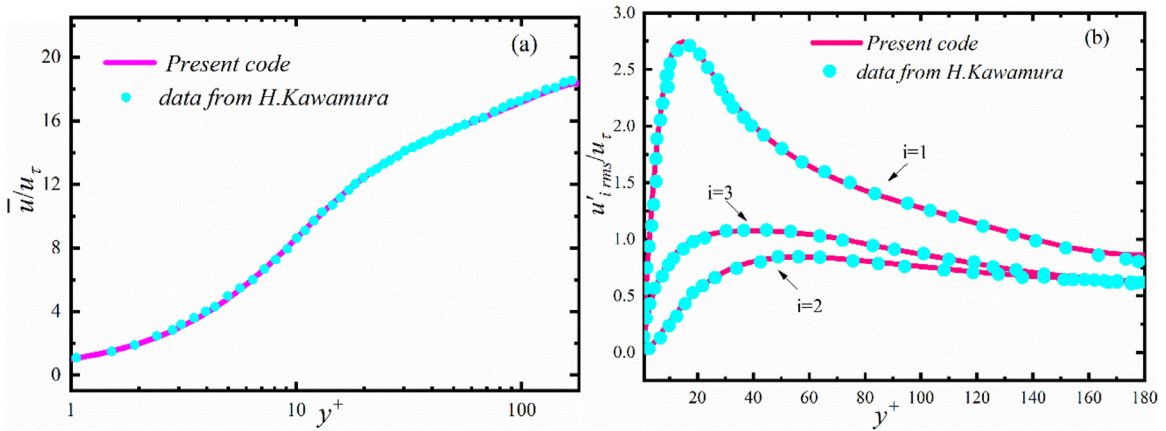 (a)
Present code
data from H.Kawamura
20
16
12
8
4
0
u̅/uτ
1
10
100
y⁺
(b)
Present code
data from H.Kawamura
3.0
2.5
2.0
1.5
1.0
0.5
0.0
u′i rms/uτ
i=1
i=3
i=2
20 40 60 80 100 120 140 160 180
y⁺